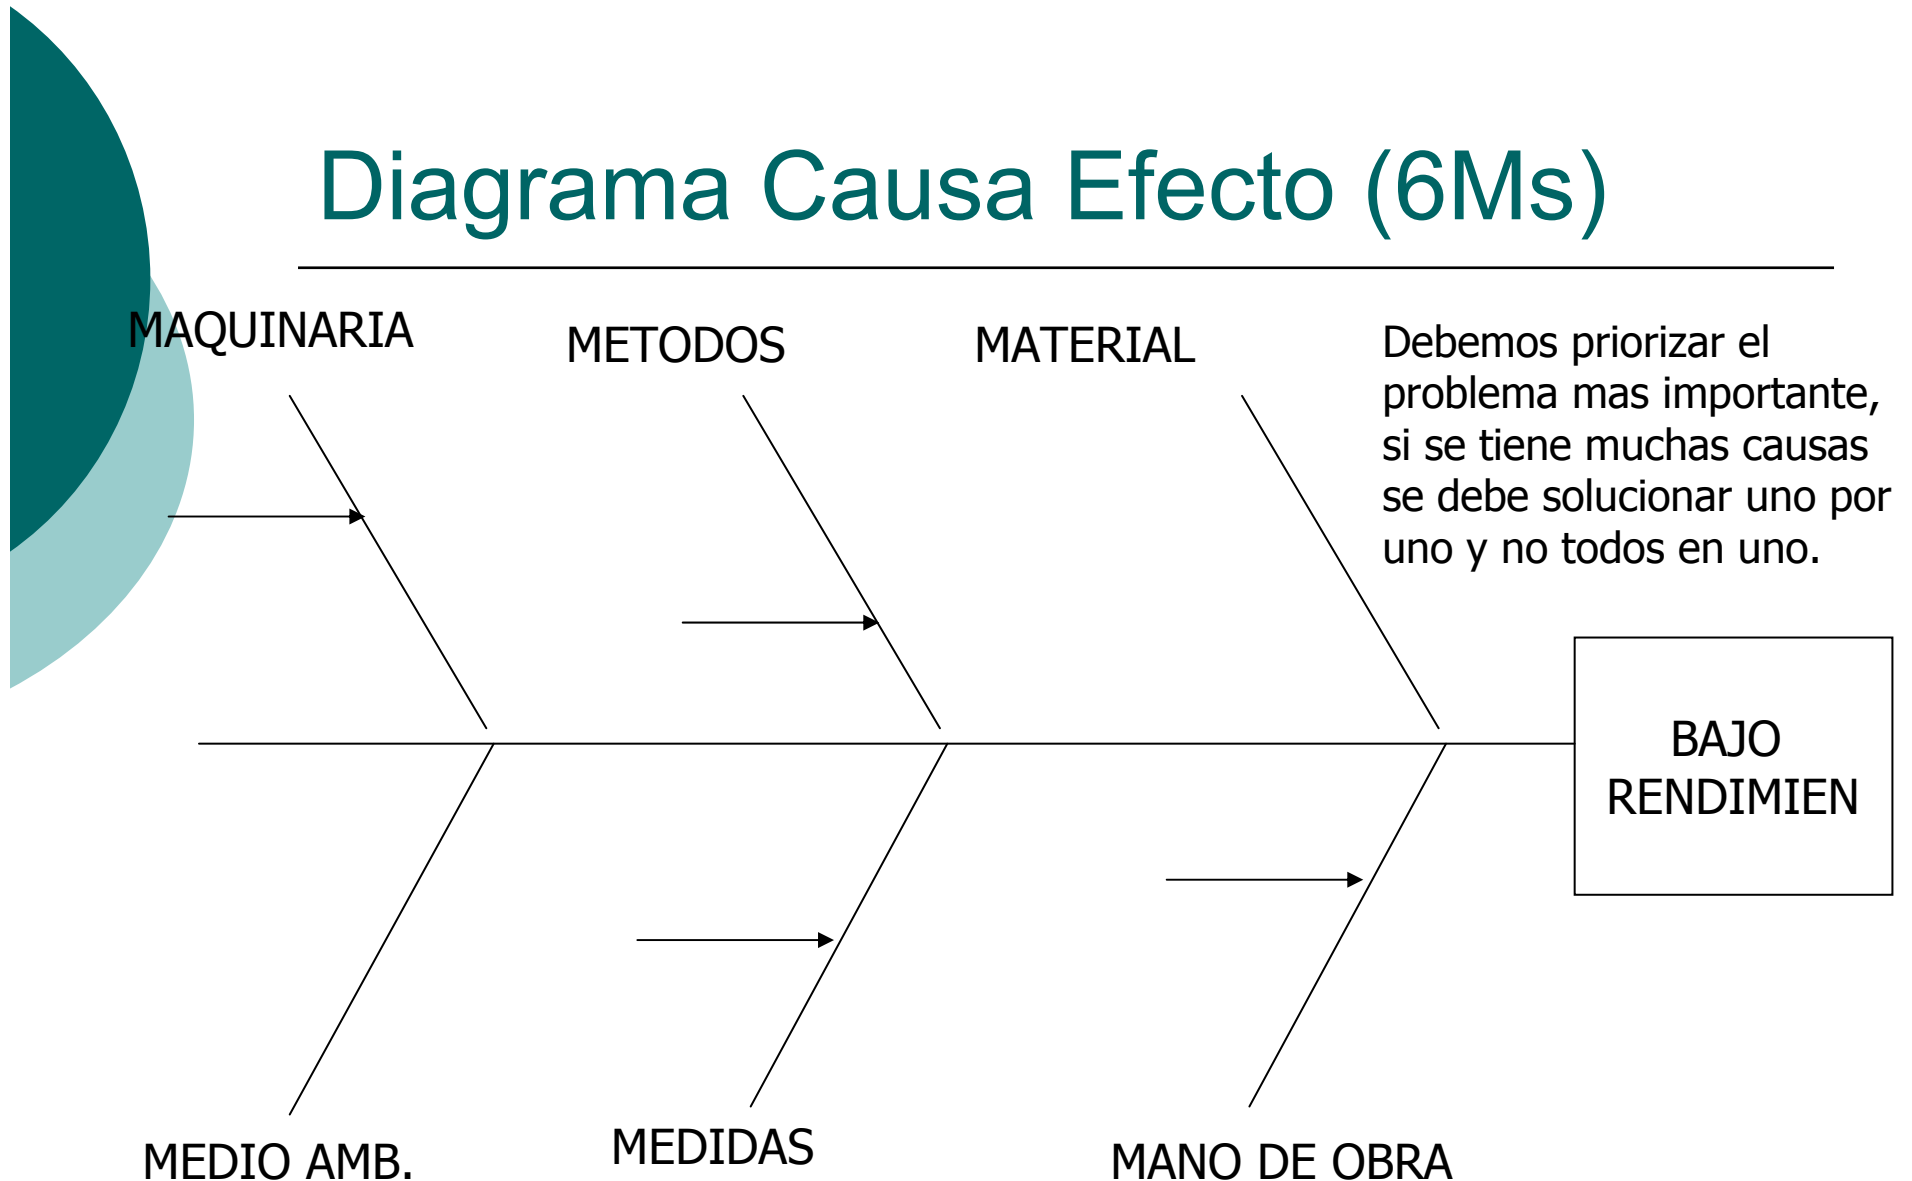 Diagrama Causa Efecto (6Ms)
MAQUINARIA
METODOS
MATERIAL
Debemos priorizar el
problema mas importante,
si se tiene muchas causas
se debe solucionar uno por
uno y no todos en uno.
BAJO
RENDIMIEN
MEDIO AMB.
MEDIDAS
MANO DE OBRA